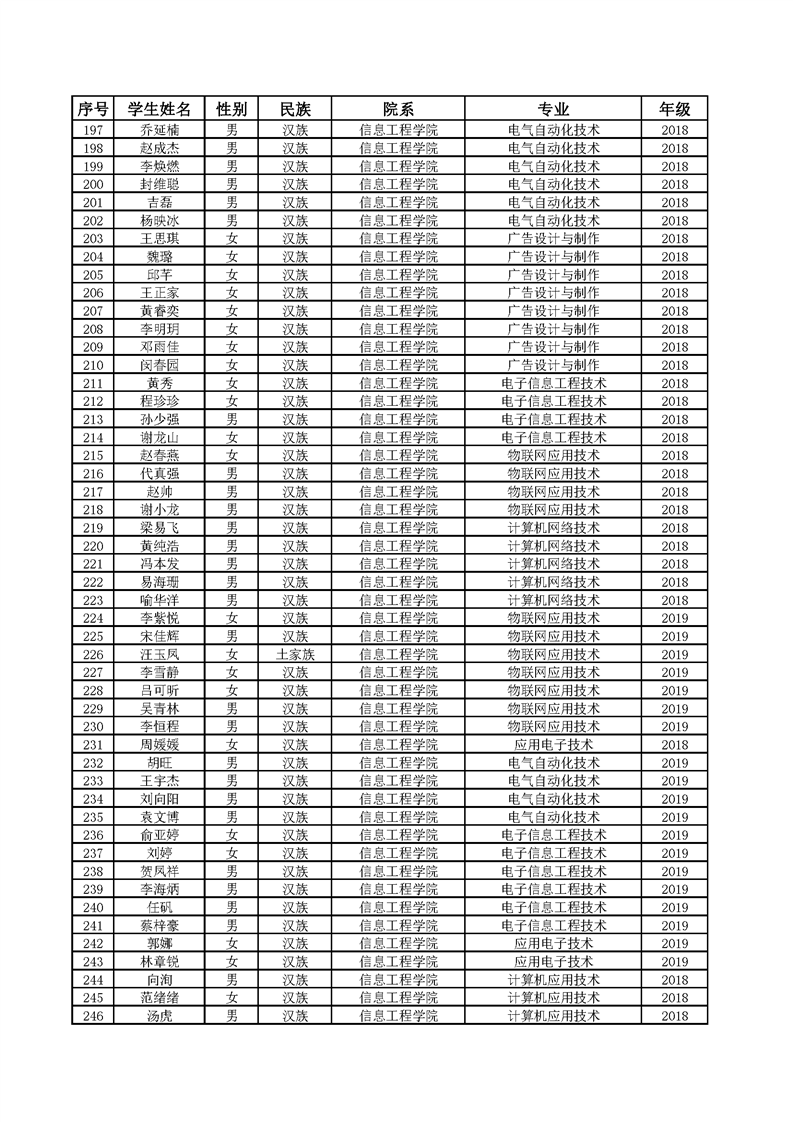 序号 学生姓名 性别 民族 院系 专业 年级
197 乔延楠 男 汉族 信息工程学院 电气自动化技术 2018
198 赵成杰 男 汉族 信息工程学院 电气自动化技术 2018
199 李焕燃 男 汉族 信息工程学院 电气自动化技术 2018
200 封维聪 男 汉族 信息工程学院 电气自动化技术 2018
201 吉磊 男 汉族 信息工程学院 电气自动化技术 2018
202 杨映冰 男 汉族 信息工程学院 电气自动化技术 2018
203 王思琪 女 汉族 信息工程学院 广告设计与制作 2018
204 魏璐 女 汉族 信息工程学院 广告设计与制作 2018
205 邱芊 女 汉族 信息工程学院 广告设计与制作 2018
206 王正家 女 汉族 信息工程学院 广告设计与制作 2018
207 黄睿奕 女 汉族 信息工程学院 广告设计与制作 2018
208 李明玥 女 汉族 信息工程学院 广告设计与制作 2018
209 邓雨佳 女 汉族 信息工程学院 广告设计与制作 2018
210 闵春园 女 汉族 信息工程学院 广告设计与制作 2018
211 黄秀 女 汉族 信息工程学院 电子信息工程技术 2018
212 程珍珍 女 汉族 信息工程学院 电子信息工程技术 2018
213 孙少强 男 汉族 信息工程学院 电子信息工程技术 2018
214 谢龙山 女 汉族 信息工程学院 电子信息工程技术 2018
215 赵春燕 女 汉族 信息工程学院 物联网应用技术 2018
216 代真强 男 汉族 信息工程学院 物联网应用技术 2018
217 赵帅 男 汉族 信息工程学院 物联网应用技术 2018
218 谢小龙 男 汉族 信息工程学院 物联网应用技术 2018
219 梁易飞 男 汉族 信息工程学院 计算机网络技术 2018
220 黄纯浩 男 汉族 信息工程学院 计算机网络技术 2018
221 冯本发 男 汉族 信息工程学院 计算机网络技术 2018
222 易海珊 男 汉族 信息工程学院 计算机网络技术 2018
223 喻华洋 男 汉族 信息工程学院 计算机网络技术 2018
224 李紫悦 女 汉族 信息工程学院 物联网应用技术 2019
225 宋佳辉 男 汉族 信息工程学院 物联网应用技术 2019
226 汪玉凤 女 土家族 信息工程学院 物联网应用技术 2019
227 李雪静 女 汉族 信息工程学院 物联网应用技术 2019
228 吕可昕 女 汉族 信息工程学院 物联网应用技术 2019
229 吴青林 男 汉族 信息工程学院 物联网应用技术 2019
230 李恒程 男 汉族 信息工程学院 物联网应用技术 2019
231 周媛媛 女 汉族 信息工程学院 应用电子技术 2018
232 胡旺 男 汉族 信息工程学院 电气自动化技术 2019
233 王宇杰 男 汉族 信息工程学院 电气自动化技术 2019
234 刘向阳 男 汉族 信息工程学院 电气自动化技术 2019
235 袁文博 男 汉族 信息工程学院 电气自动化技术 2019
236 俞亚婷 女 汉族 信息工程学院 电子信息工程技术 2019
237 刘婷 女 汉族 信息工程学院 电子信息工程技术 2019
238 贺凤祥 男 汉族 信息工程学院 电子信息工程技术 2019
239 李海炳 男 汉族 信息工程学院 电子信息工程技术 2019
240 任矾 男 汉族 信息工程学院 电子信息工程技术 2019
241 蔡梓豪 男 汉族 信息工程学院 电子信息工程技术 2019
242 郭娜 女 汉族 信息工程学院 应用电子技术 2019
243 林章锐 女 汉族 信息工程学院 应用电子技术 2019
244 向洵 男 汉族 信息工程学院 计算机应用技术 2018
245 范绪绪 女 汉族 信息工程学院 计算机应用技术 2018
246 汤虎 男 汉族 信息工程学院 计算机应用技术 2018